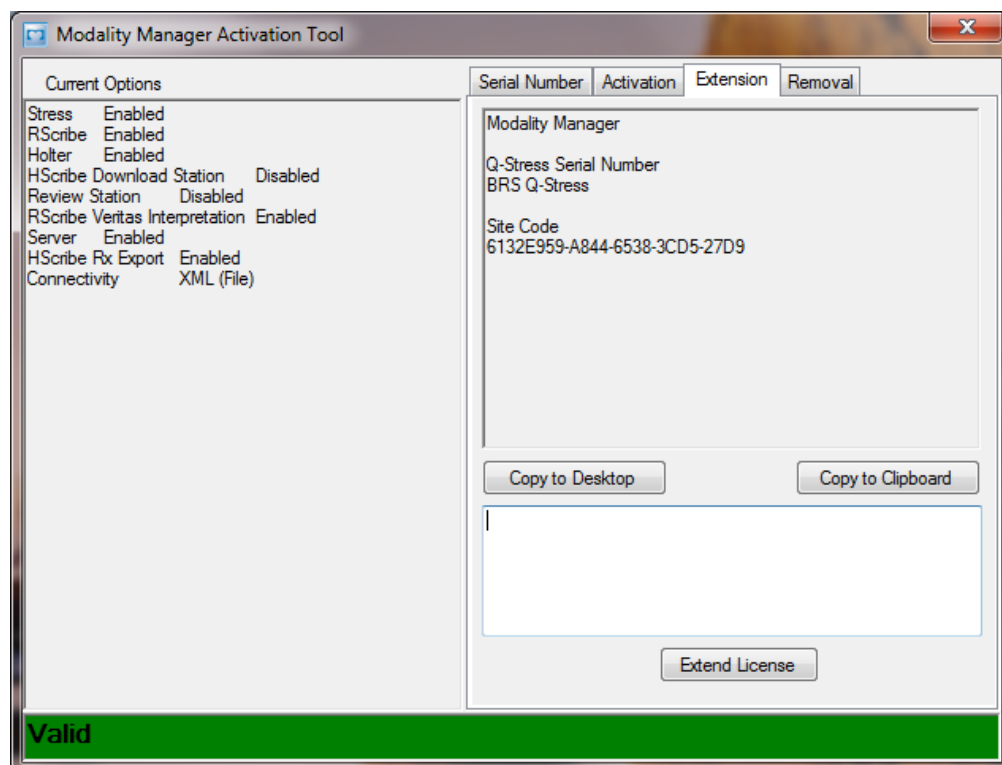 Modality Manager Activation Tool
X
Current Options
Serial Number Activation Extension Removal
Stress Enabled
RScribe Enabled
Holter Enabled
HScribe Download Station Disabled
Review Station Disabled
RScribe Veritas Interpretation Enabled
Server Enabled
HScribe Rx Export Enabled
Connectivity XML (File)
Modality Manager
Q-Stress Serial Number
BRS Q-Stress
Site Code
6132E959-A844-6538-3CD5-27D9
Copy to Desktop Copy to Clipboard
Extend License
Valid